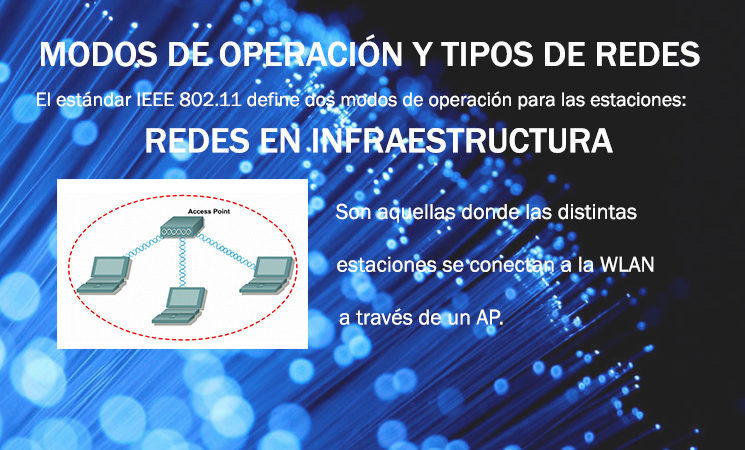 MODOS DE OPERACIÓN Y TIPOS DE REDES
El estándar IEEE 802.11 define dos modos de operación para las estaciones:
REDES EN INFRAESTRUCTURA
Access Point
Son aquellas donde las distintas
estaciones se conectan a la WLAN
a través de un AP.